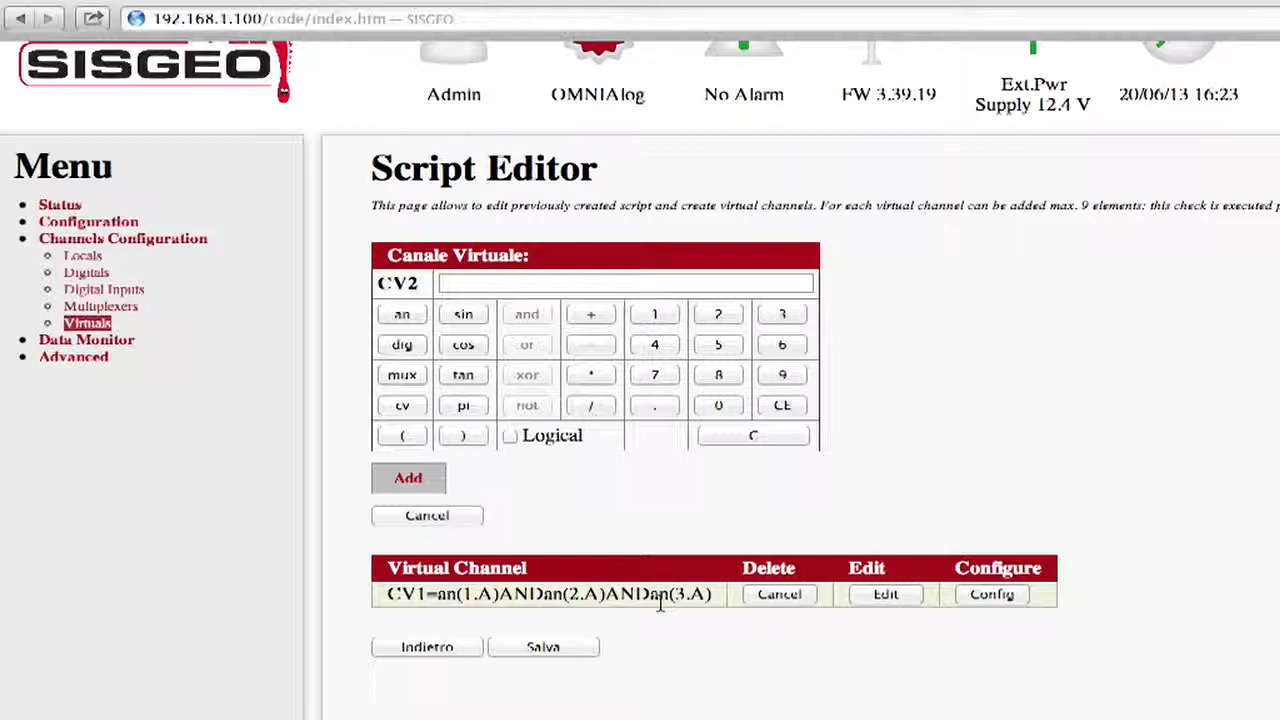 192.168.1.100/code/index.htm — SISGEO
SISGEO
Admin
OMNIAlog
No Alarm
FW 3.39.19
Ext.Pwr
Supply 12.4 V
20/06/13 16:23
Menu
Status
Configuration
Channels Configuration
Locals
Digitals
Digital Inputs
Multiplexers
Virtuals
Data Monitor
Advanced
Script Editor
This page allows to edit previously created script and create virtual channels. For each virtual channel can be added max. 9 elements: this check is executed
Canale Virtuale:
CV2
an sin and + 1 2 3
dig cos or - 4 5 6
mux tan xor * 7 8 9
cv pi not / . 0 CE
( ) Logical C
Add
Cancel
Virtual Channel Delete Edit Configure
CV1=an(1.A)ANDan(2.A)ANDan(3.A) Cancel Edit Config
Indietro Salva